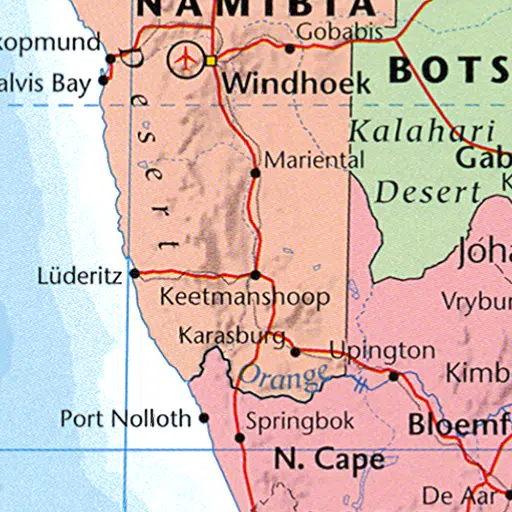 NAMIBIA
Gobabis
kopmund
alvis Bay
Windhoek
BOTS
Desert
Kalahari
Desert
Gab
K
Mariental
Joha
Lüderitz
Keetmanshoop
Vrybur
Karasburg
Upington
Orange
Kimb
Port Nolloth
Springbok
Bloemf
N. Cape
De Aar